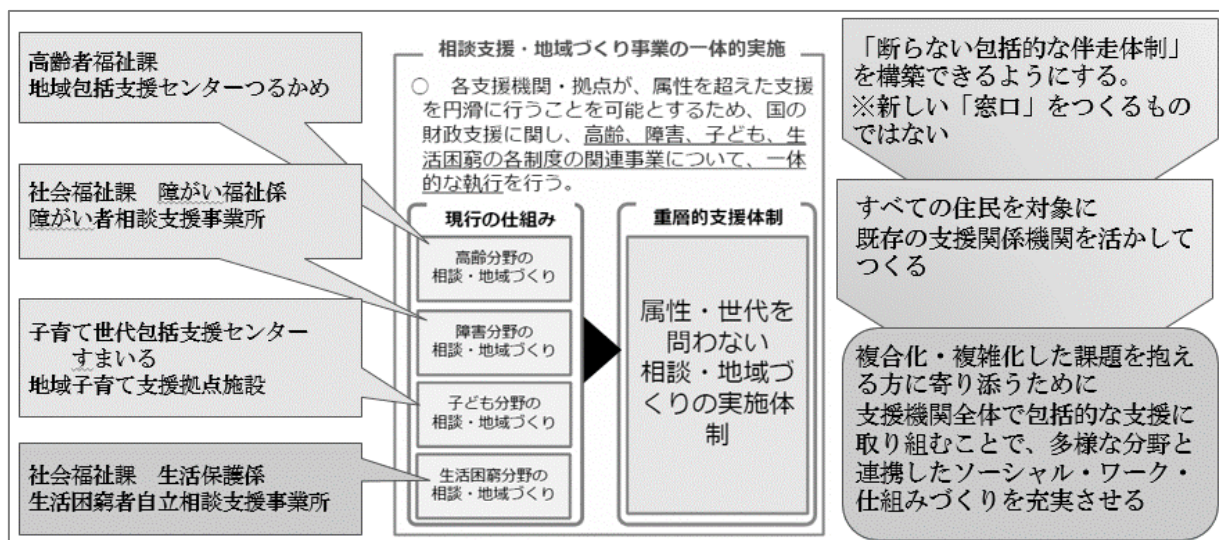 高齢者福祉課
地域包括支援センターつるかめ
社会福祉課　障がい福祉係
障がい者相談支援事業所
子育て世代包括支援センター
すまいる
地域子育て支援拠点施設
社会福祉課　生活保護係
生活困窮者自立相談支援事業所
相談支援・地域づくり事業の一体的実施
○　各支援機関・拠点が、属性を超えた支援
を円滑に行うことを可能とするため、国の
財政支援に関し、高齢、障害、子ども、生
活困窮の各制度の関連事業について、一体
的な執行を行う。
現行の仕組み
高齢分野の
相談・地域づくり
障害分野の
相談・地域づくり
子ども分野の
相談・地域づくり
生活困窮分野の
相談・地域づくり
重層的支援体制
属性・世代を
問わない
相談・地域づ
くりの実施体
制
「断らない包括的な伴走体制」
を構築できるようにする。
※新しい「窓口」をつくるもの
ではない
すべての住民を対象に
既存の支援関係機関を活かして
つくる
複合化・複雑化した課題を抱え
る方に寄り添うために
支援機関全体で包括的な支援に
取り組むことで、多様な分野と
連携したソーシャル・ワーク・
仕組みづくりを充実させる